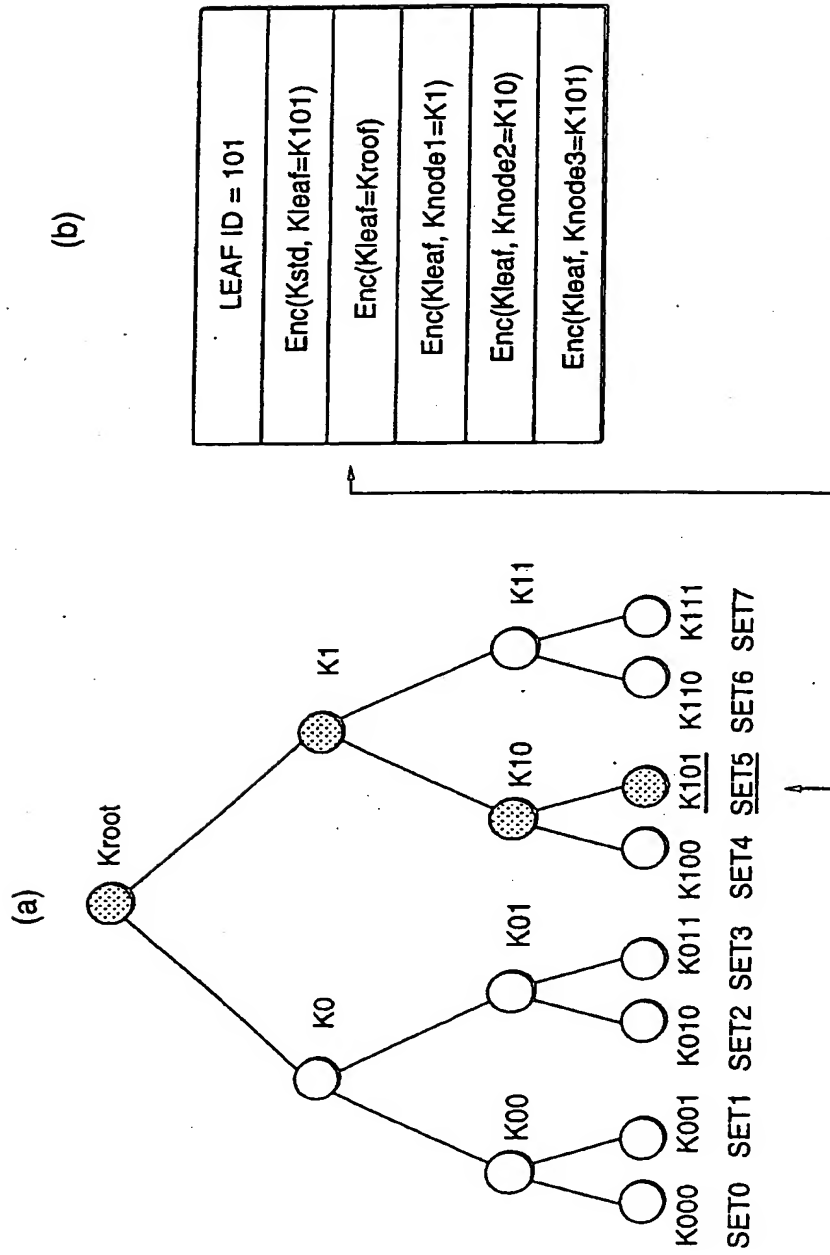 (a)
Kroot
K0
K1
K00
K01
K10
K11
K000 K001 K010 K011 K100 K101 K110 K111
SET0 SET1 SET2 SET3 SET4 SET5 SET6 SET7
(b)
LEAF ID = 101
Enc(Kstd, Kleaf=K101)
Enc(Kleaf=Kroof)
Enc(Kleaf, Knode1=K1)
Enc(Kleaf, Knode2=K10)
Enc(Kleaf, Knode3=K101)